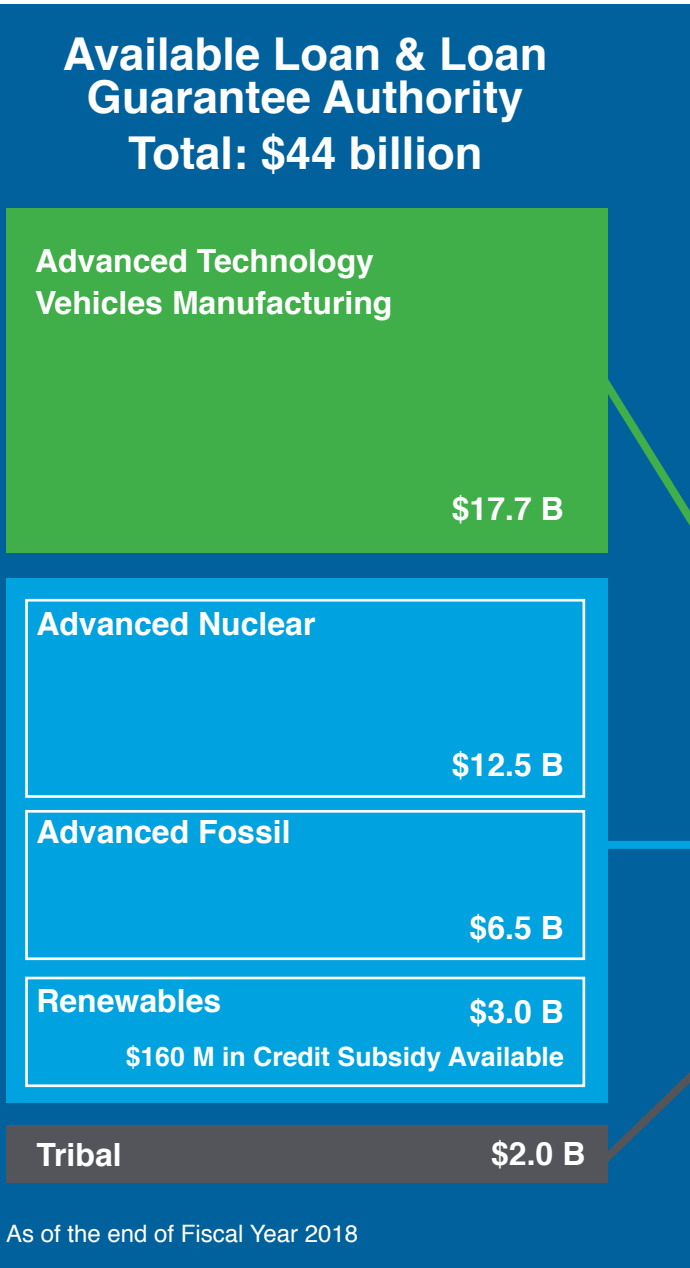 Available Loan & Loan
Guarantee Authority
Total: $44 billion
Advanced Technology
Vehicles Manufacturing
$17.7 B
Advanced Nuclear
$12.5 B
Advanced Fossil
$6.5 B
Renewables $3.0 B
$160 M in Credit Subsidy Available
Tribal $2.0 B
As of the end of Fiscal Year 2018